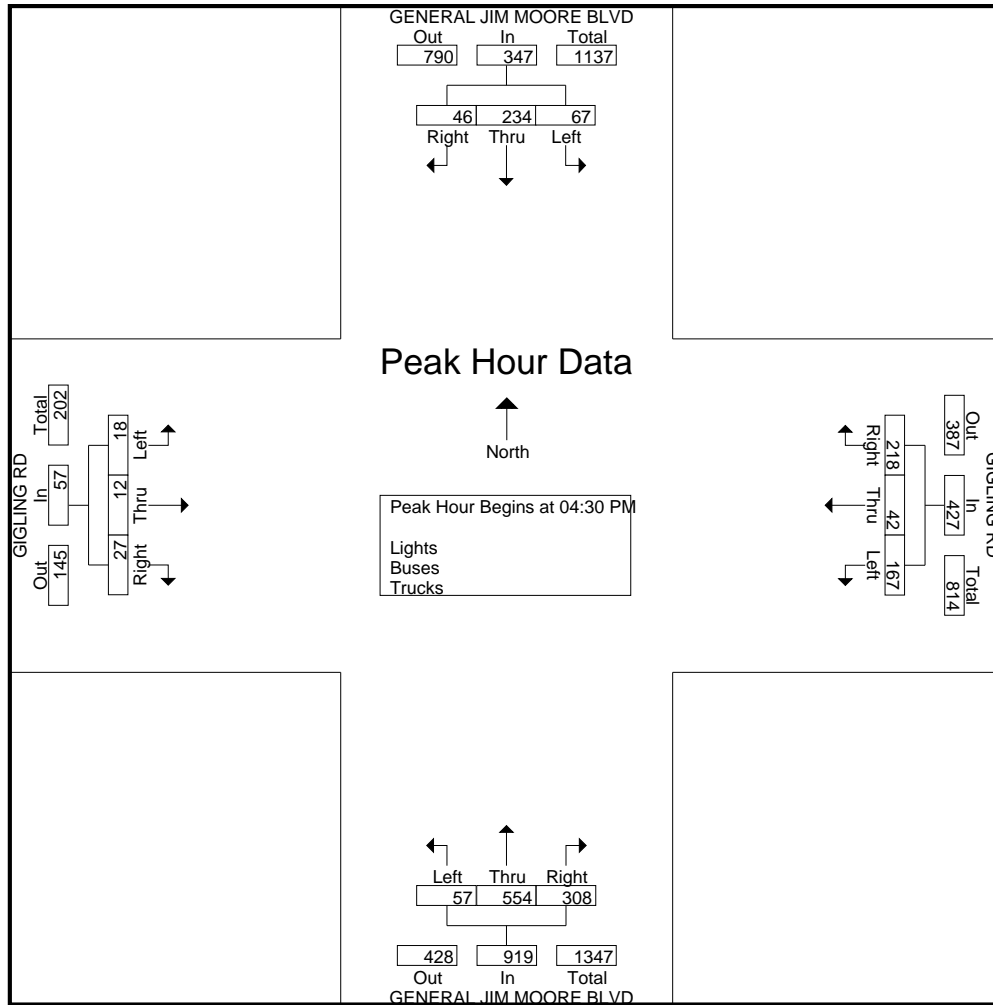 GENERAL JIM MOORE BLVD
Out In Total
790 347 1137
46 234 67
Right Thru Left
Peak Hour Data
North
Peak Hour Begins at 04:30 PM
Lights
Buses
Trucks
GIGLING RD
Out In Total
145 57 202
27 12 18
Right Thru Left
GIGLING RD
Out In Total
387 427 814
218 42 167
Right Thru Left
Left Thru Right
57 554 308
428 919 1347
Out In Total
GENERAL JIM MOORE BLVD